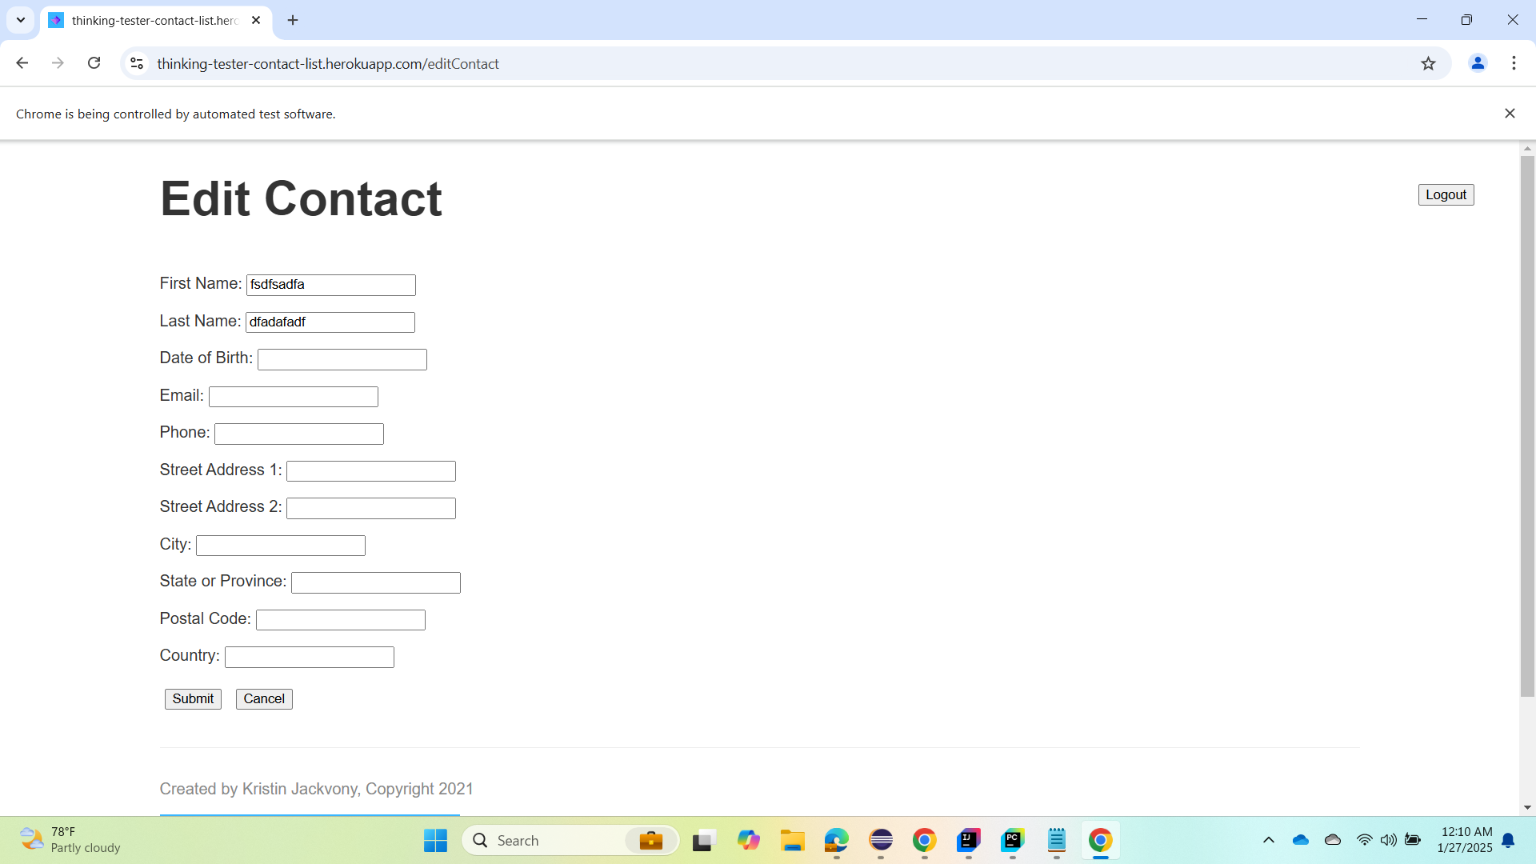 thinking-tester-contact-list.herc
thinking-tester-contact-list.herokuapp.com/editContact
Chrome is being controlled by automated test software.
Edit Contact
Logout
First Name: fsdfsadfa
Last Name: dfadafadf
Date of Birth:
Email:
Phone:
Street Address 1:
Street Address 2:
City:
State or Province:
Postal Code:
Country:
Submit Cancel
Created by Kristin Jackvony, Copyright 2021
78°F
Partly cloudy
Search
IJ
PC
12:10 AM
1/27/2025